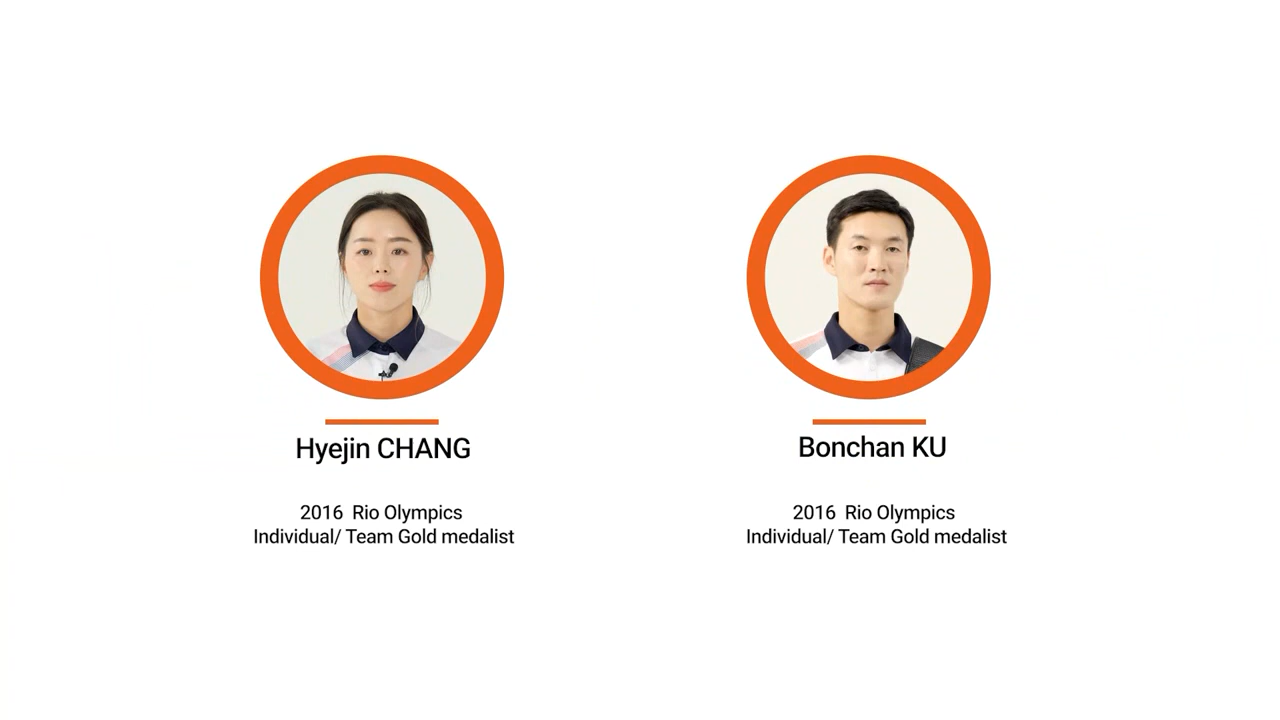 Hyejin CHANG
2016 Rio Olympics
Individual/ Team Gold medalist
Bonchan KU
2016 Rio Olympics
Individual/ Team Gold medalist